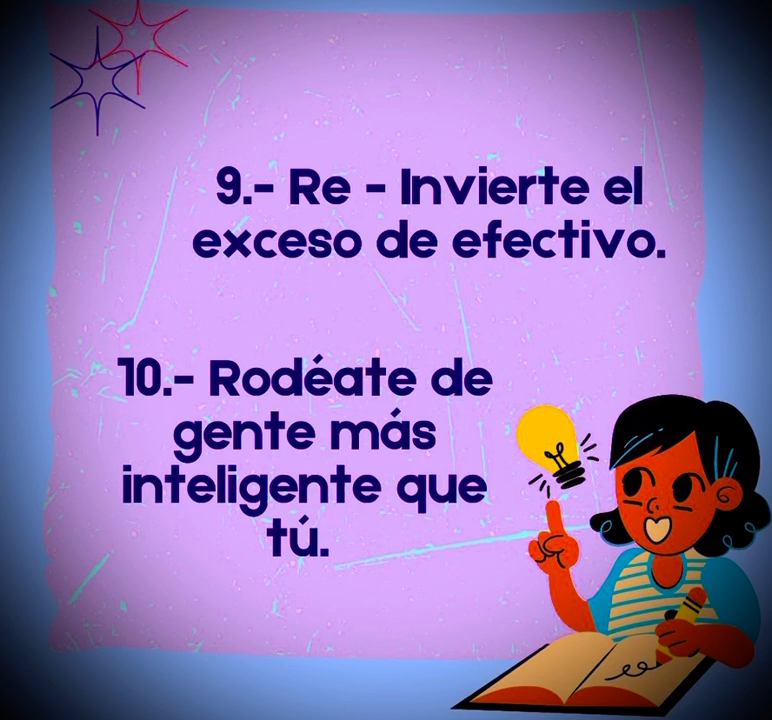 9.- Re - Invierte el
exceso de efectivo.
10.- Rodéate de
gente más
inteligente que
tú.